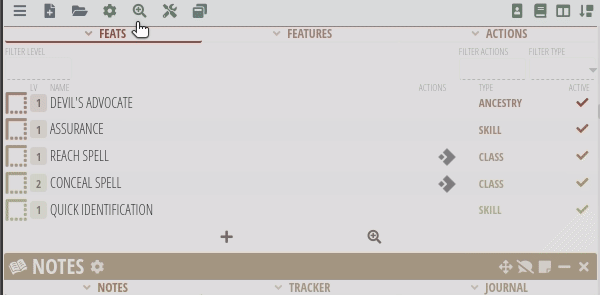 FEATS FEATURES ACTIONS
FILTER LEVEL FILTER ACTIONS FILTER TYPE
LV NAME ACTIONS TYPE ACTIVE
1 DEVIL'S ADVOCATE ANCESTRY
1 ASSURANCE SKILL
1 REACH SPELL CLASS
2 CONCEAL SPELL CLASS
1 QUICK IDENTIFICATION SKILL
NOTES
NOTES TRACKER JOURNAL